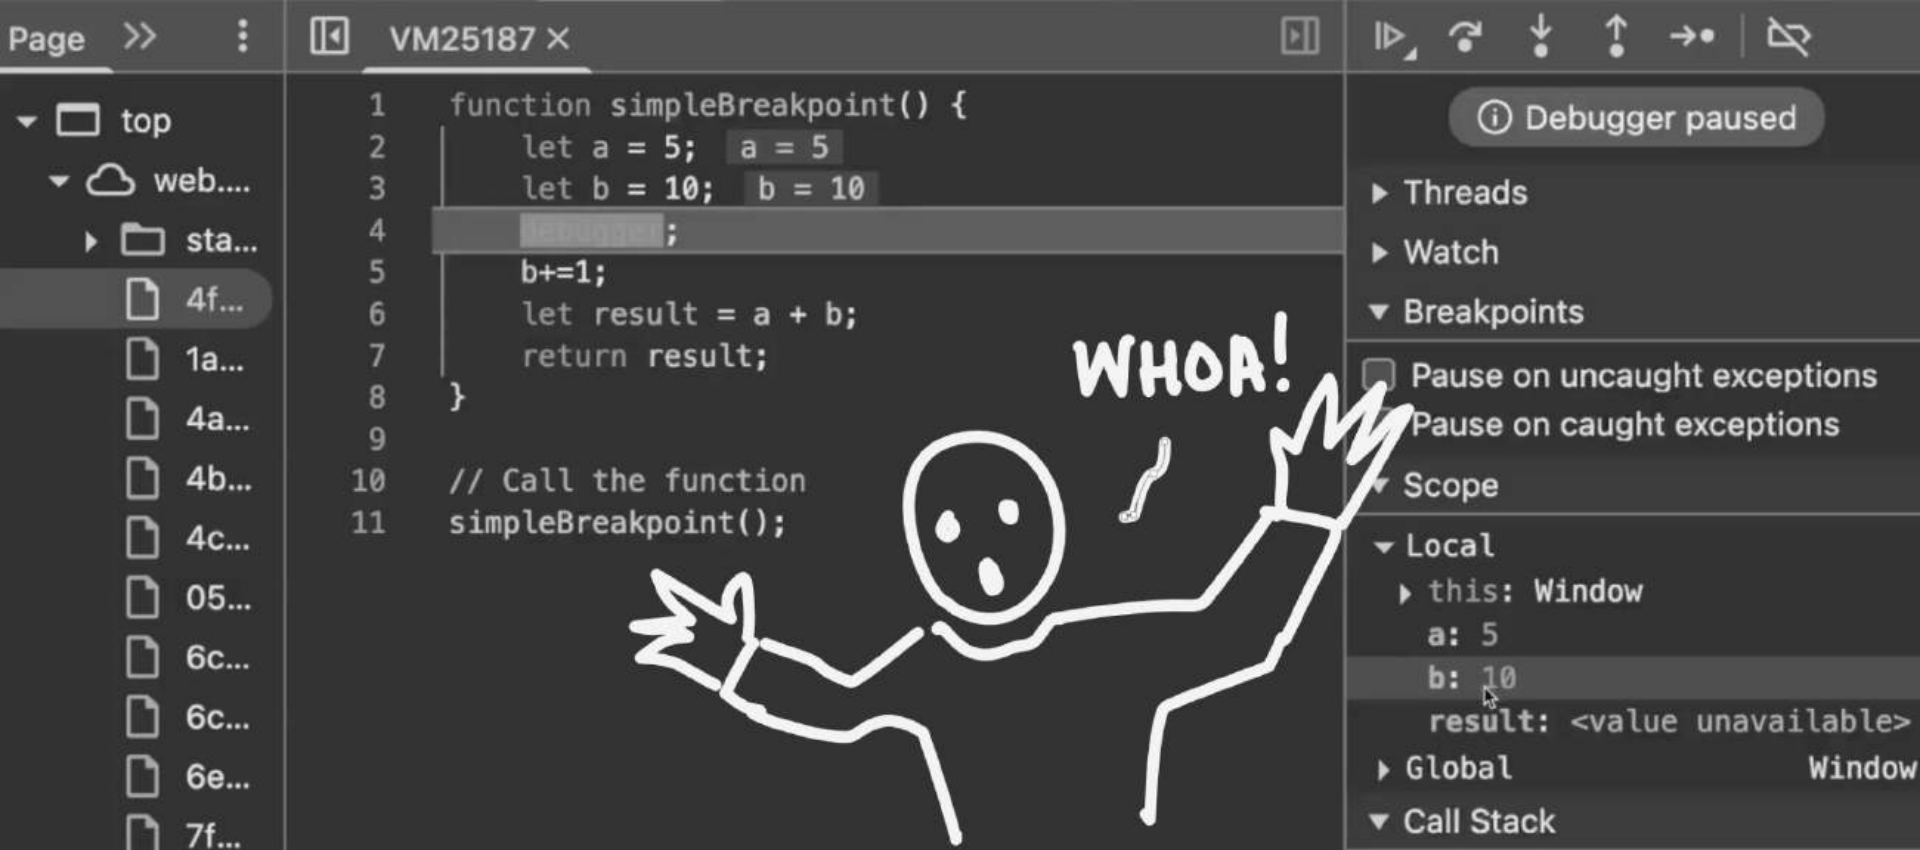 Page
VM25187
top
web....
sta...
4f...
1a...
4a...
4b...
4c...
05...
6c...
6c...
6e...
7f...
1 function simpleBreakpoint() {
2 let a = 5; a = 5
3 let b = 10; b = 10
4 debugger;
5 b+=1;
6 let result = a + b;
7 return result;
8 }
9
10 // Call the function
11 simpleBreakpoint();
WHOA!
Debugger paused
Threads
Watch
Breakpoints
Pause on uncaught exceptions
Pause on caught exceptions
Scope
Local
this: Window
a: 5
b: 10
result: <value unavailable>
Global Window
Call Stack